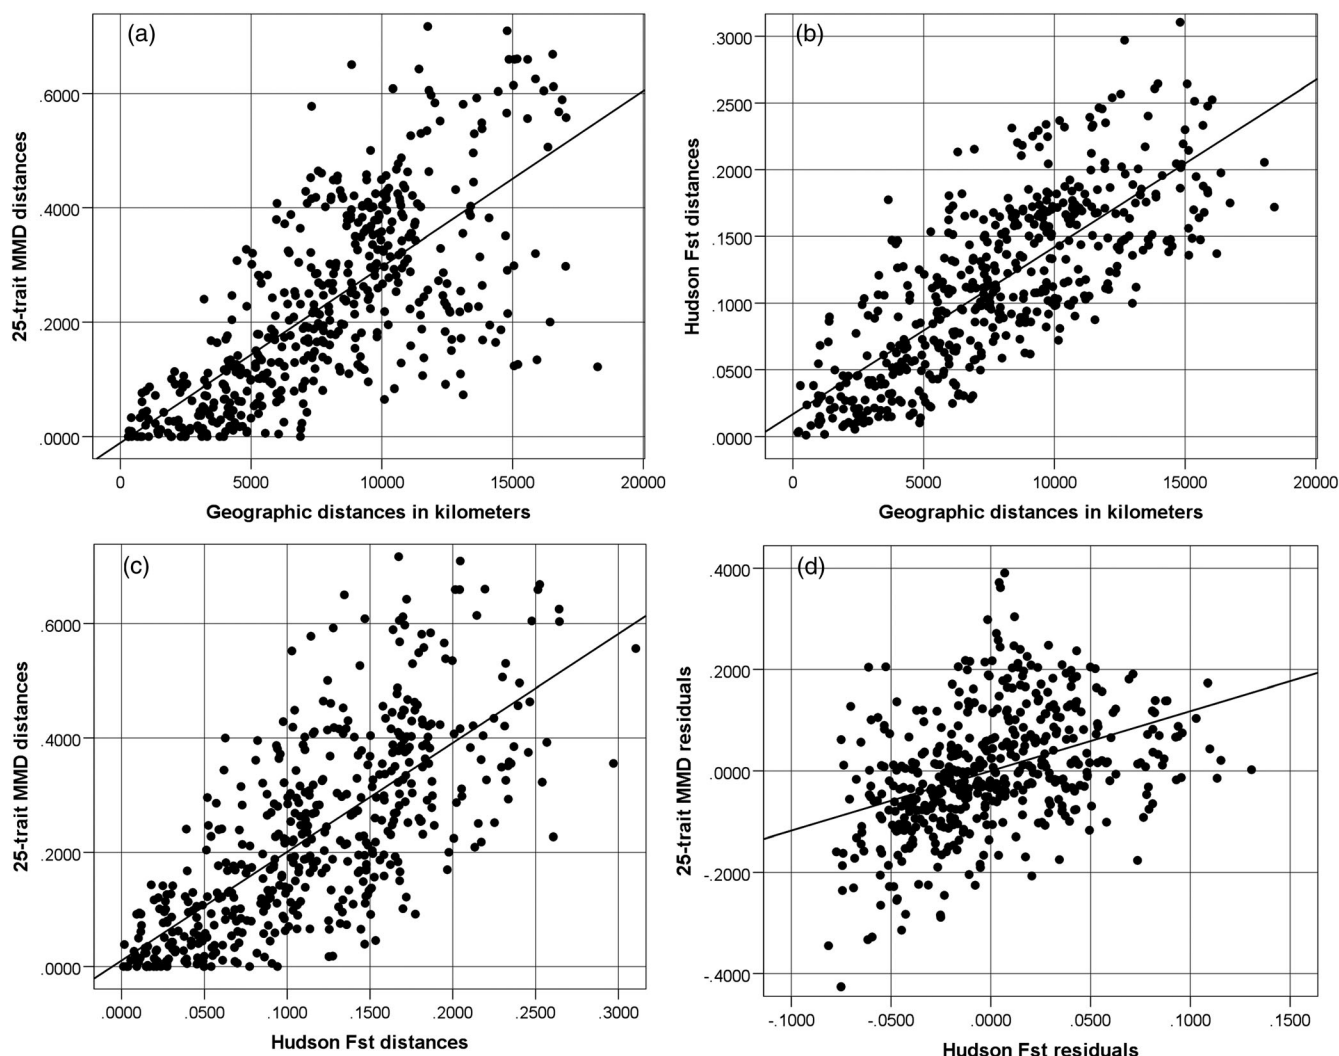 (a)
.6000
.4000
.2000
.0000
25-trait MMD distances
0 5000 10000 15000 20000
Geographic distances in kilometers
(b)
.3000
.2500
.2000
.1500
.1000
.0500
.0000
Hudson Fst distances
0 5000 10000 15000 20000
Geographic distances in kilometers
(c)
.6000
.4000
.2000
.0000
25-trait MMD distances
.0000 .0500 .1000 .1500 .2000 .2500 .3000
Hudson Fst distances
(d)
.4000
.2000
.0000
-.2000
-.4000
25-trait MMD residuals
-.1000 -.0500 .0000 .0500 .1000 .1500
Hudson Fst residuals